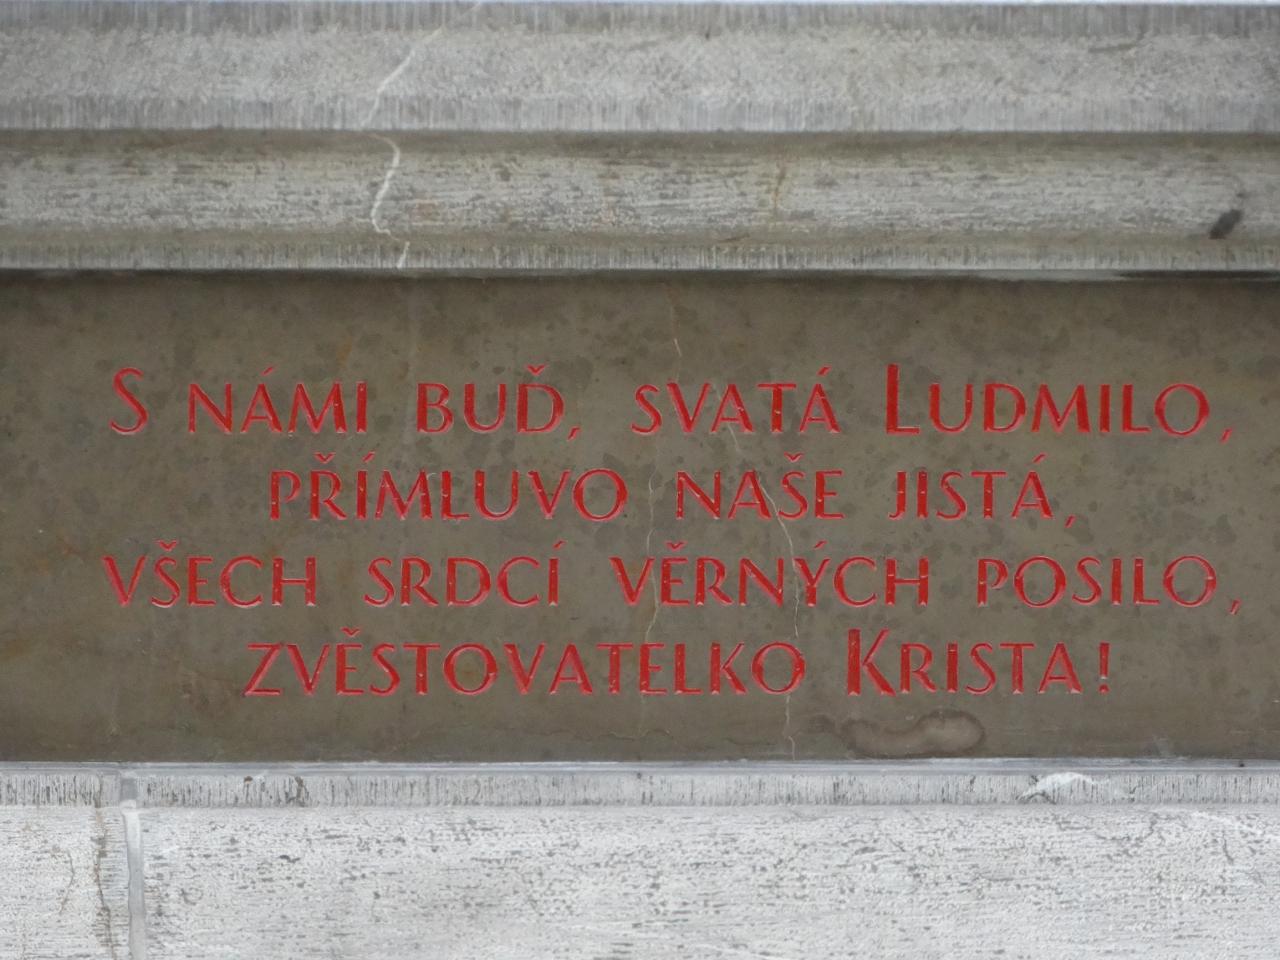 S NÁMI BUĎ, SVATÁ LUDMILO,
PŘÍMLUVO NAŠE JISTÁ,
VŠECH SRDCÍ VĚRNÝCH POSILO,
ZVĚSTOVATELKO KRISTA!